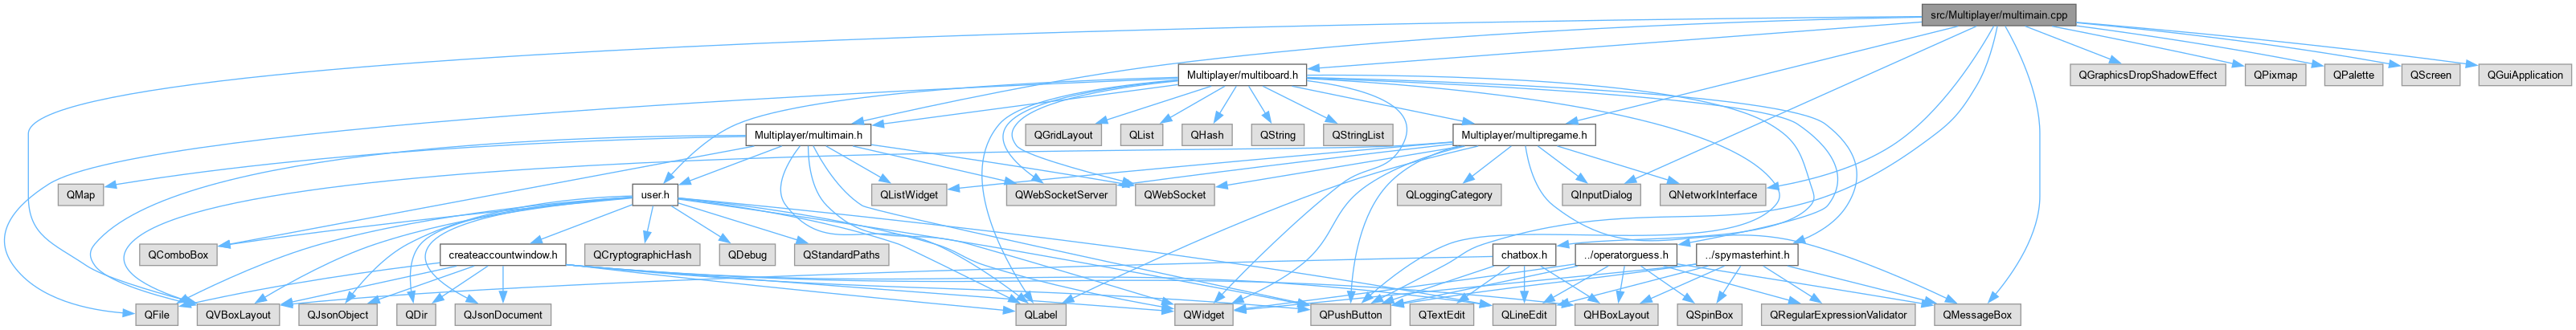 src/Multiplayer/multimain.cpp
Multiplayer/multiboard.h
QGraphicsDropShadowEffect
QPixmap
QPalette
QScreen
QGuiApplication
Multiplayer/multimain.h
QGridLayout
QList
QHash
QString
QStringList
Multiplayer/multipregame.h
QMap
user.h
QListWidget
QWebSocketServer
QWebSocket
QLoggingCategory
QInputDialog
QNetworkInterface
QComboBox
createaccountwindow.h
QCryptographicHash
QDebug
QStandardPaths
chatbox.h
../operatorguess.h
../spymasterhint.h
QFile
QVBoxLayout
QJsonObject
QDir
QJsonDocument
QLabel
QWidget
QPushButton
QTextEdit
QLineEdit
QHBoxLayout
QSpinBox
QRegularExpressionValidator
QMessageBox